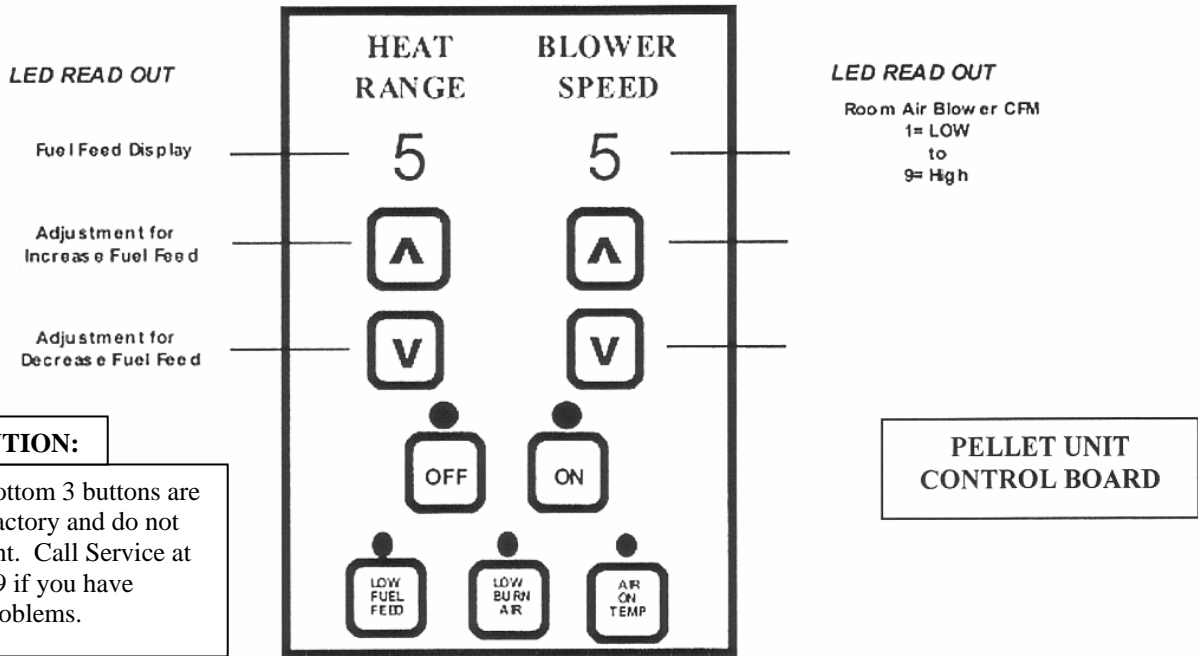 LED READ OUT
Fuel Feed Display
Adjustment for
Increase Fuel Feed
Adjustment for
Decrease Fuel Feed
HEAT
RANGE
5
∧
∨
BLOWER
SPEED
5
∧
∨
OFF
ON
LOW
FUEL
FEED
LOW
BURN
AIR
AIR
ON
TEMP
LED READ OUT
Room Air Blower CFM
1= LOW
to
9= High
UTION:
ottom 3 buttons are
actory and do not
nt. Call Service at
9 if you have
oblems.
PELLET UNIT
CONTROL BOARD